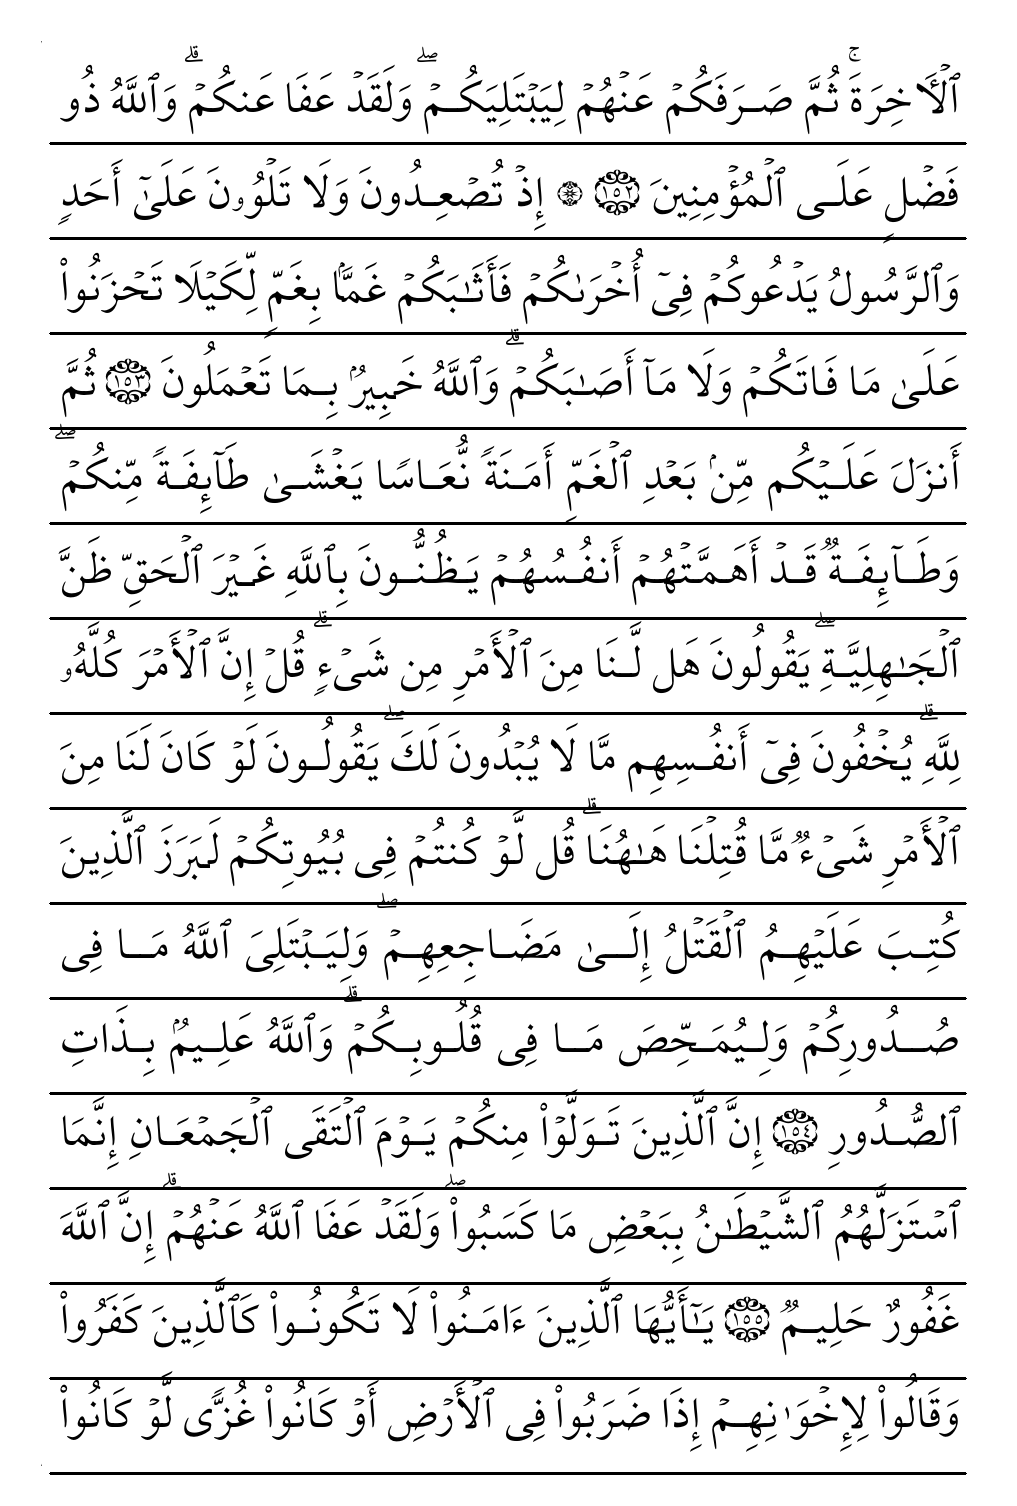 ٱلۡأٓخِرَةَۚ ثُمَّ صَرَفَكُمۡ عَنۡهُمۡ لِيَبۡتَلِيَكُمۡۖ وَلَقَدۡ عَفَا عَنكُمۡۗ وَٱللَّهُ ذُو
فَضۡلٍ عَلَى ٱلۡمُؤۡمِنِينَ ١٥٢ ۞ إِذۡ تُصۡعِدُونَ وَلَا تَلۡوُۥنَ عَلَىٰٓ أَحَدٖ
وَٱلرَّسُولُ يَدۡعُوكُمۡ فِيٓ أُخۡرَىٰكُمۡ فَأَثَٰبَكُمۡ غَمَّۢا بِغَمّٖ لِّكَيۡلَا تَحۡزَنُواْ
عَلَىٰ مَا فَاتَكُمۡ وَلَا مَآ أَصَٰبَكُمۡۗ وَٱللَّهُ خَبِيرُۢ بِمَا تَعۡمَلُونَ ١٥٣ ثُمَّ
أَنزَلَ عَلَيۡكُم مِّنۢ بَعۡدِ ٱلۡغَمِّ أَمَنَةٗ نُّعَاسٗا يَغۡشَىٰ طَآئِفَةٗ مِّنكُمۡۖ
وَطَآئِفَةٞ قَدۡ أَهَمَّتۡهُمۡ أَنفُسُهُمۡ يَظُنُّونَ بِٱللَّهِ غَيۡرَ ٱلۡحَقِّ ظَنَّ
ٱلۡجَٰهِلِيَّةِۖ يَقُولُونَ هَل لَّنَا مِنَ ٱلۡأَمۡرِ مِن شَيۡءٖۗ قُلۡ إِنَّ ٱلۡأَمۡرَ كُلَّهُۥ
لِلَّهِۗ يُخۡفُونَ فِيٓ أَنفُسِهِم مَّا لَا يُبۡدُونَ لَكَۖ يَقُولُونَ لَوۡ كَانَ لَنَا مِنَ
ٱلۡأَمۡرِ شَيۡءٞ مَّا قُتِلۡنَا هَٰهُنَاۗ قُل لَّوۡ كُنتُمۡ فِي بُيُوتِكُمۡ لَبَرَزَ ٱلَّذِينَ
كُتِبَ عَلَيۡهِمُ ٱلۡقَتۡلُ إِلَىٰ مَضَاجِعِهِمۡۖ وَلِيَبۡتَلِيَ ٱللَّهُ مَا فِي
صُدُورِكُمۡ وَلِيُمَحِّصَ مَا فِي قُلُوبِكُمۡۗ وَٱللَّهُ عَلِيمُۢ بِذَاتِ
ٱلصُّدُورِ ١٥٤ إِنَّ ٱلَّذِينَ تَوَلَّوۡاْ مِنكُمۡ يَوۡمَ ٱلۡتَقَى ٱلۡجَمۡعَانِ إِنَّمَا
ٱسۡتَزَلَّهُمُ ٱلشَّيۡطَٰنُ بِبَعۡضِ مَا كَسَبُواْۖ وَلَقَدۡ عَفَا ٱللَّهُ عَنۡهُمۡۗ إِنَّ ٱللَّهَ
غَفُورٌ حَلِيمٞ ١٥٥ يَٰٓأَيُّهَا ٱلَّذِينَ ءَامَنُواْ لَا تَكُونُواْ كَٱلَّذِينَ كَفَرُواْ
وَقَالُواْ لِإِخۡوَٰنِهِمۡ إِذَا ضَرَبُواْ فِي ٱلۡأَرۡضِ أَوۡ كَانُواْ غُزّٗى لَّوۡ كَانُواْ